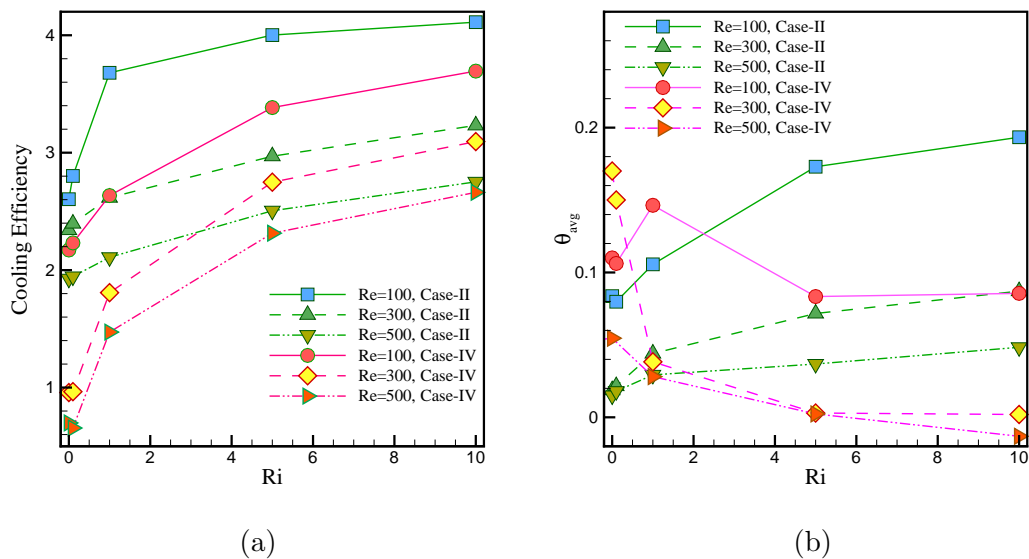 Cooling Efficiency
4
3
2
1
0
2
4
6
8
10
Ri
Re=100, Case-II
Re=300, Case-II
Re=500, Case-II
Re=100, Case-IV
Re=300, Case-IV
Re=500, Case-IV
(a)
θavg
0.2
0.1
0
0
2
4
6
8
10
Ri
Re=100, Case-II
Re=300, Case-II
Re=500, Case-II
Re=100, Case-IV
Re=300, Case-IV
Re=500, Case-IV
(b)